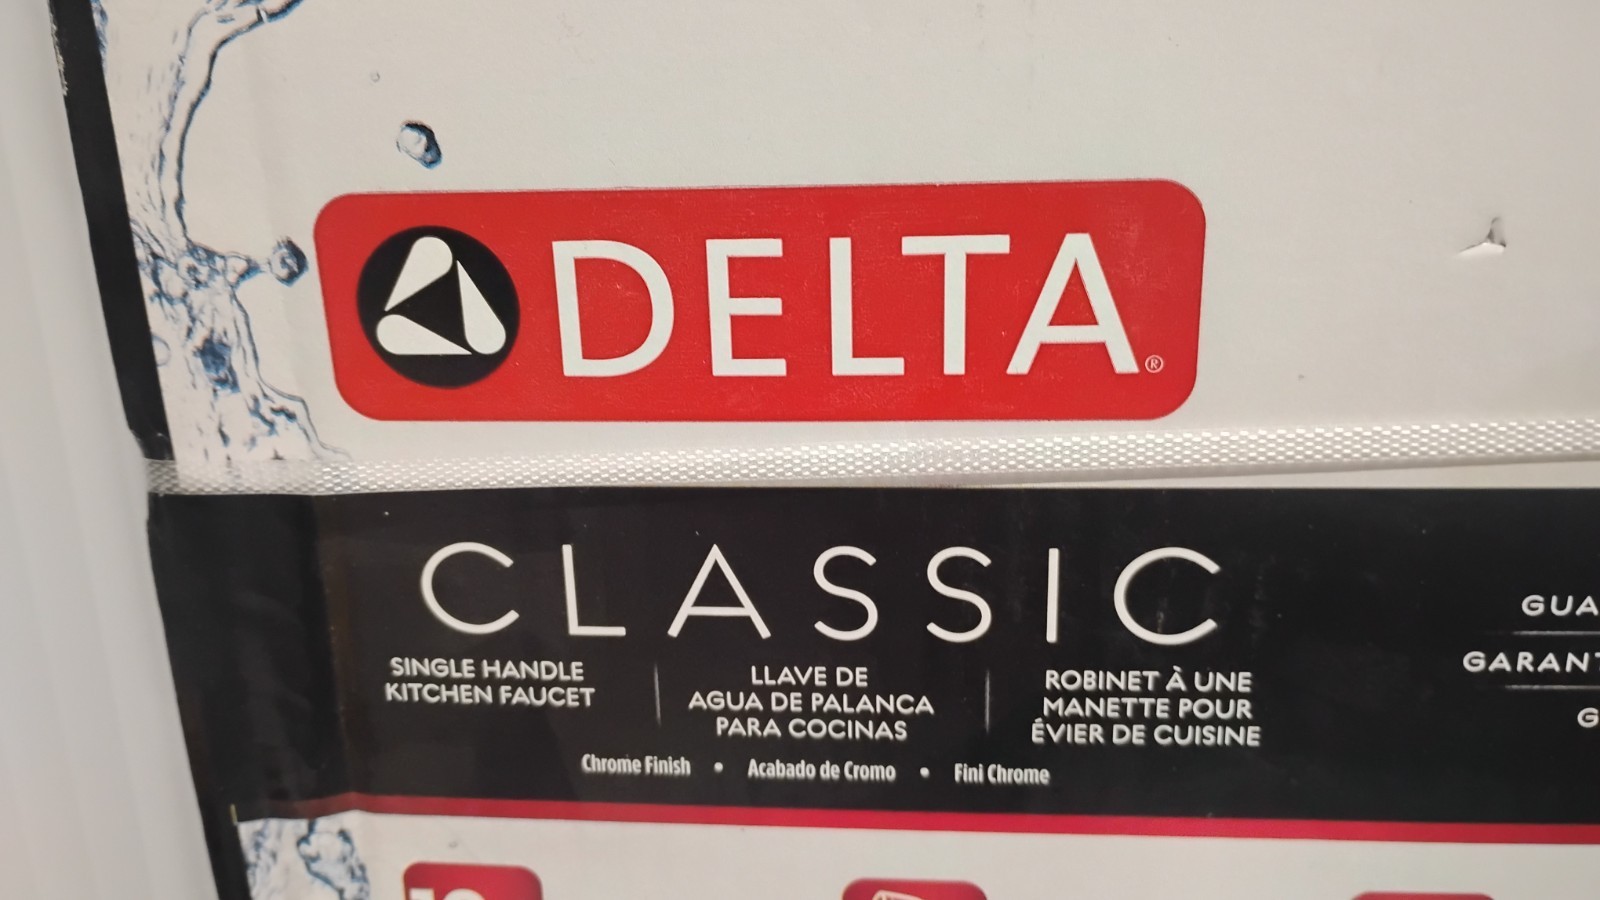 DELTA®
CLASSIC
SINGLE HANDLE
KITCHEN FAUCET
LLAVE DE
AGUA DE PALANCA
PARA COCINAS
ROBINET À UNE
MANETTE POUR
ÉVIER DE CUISINE
Chrome Finish • Acabado de Cromo • Fini Chrome